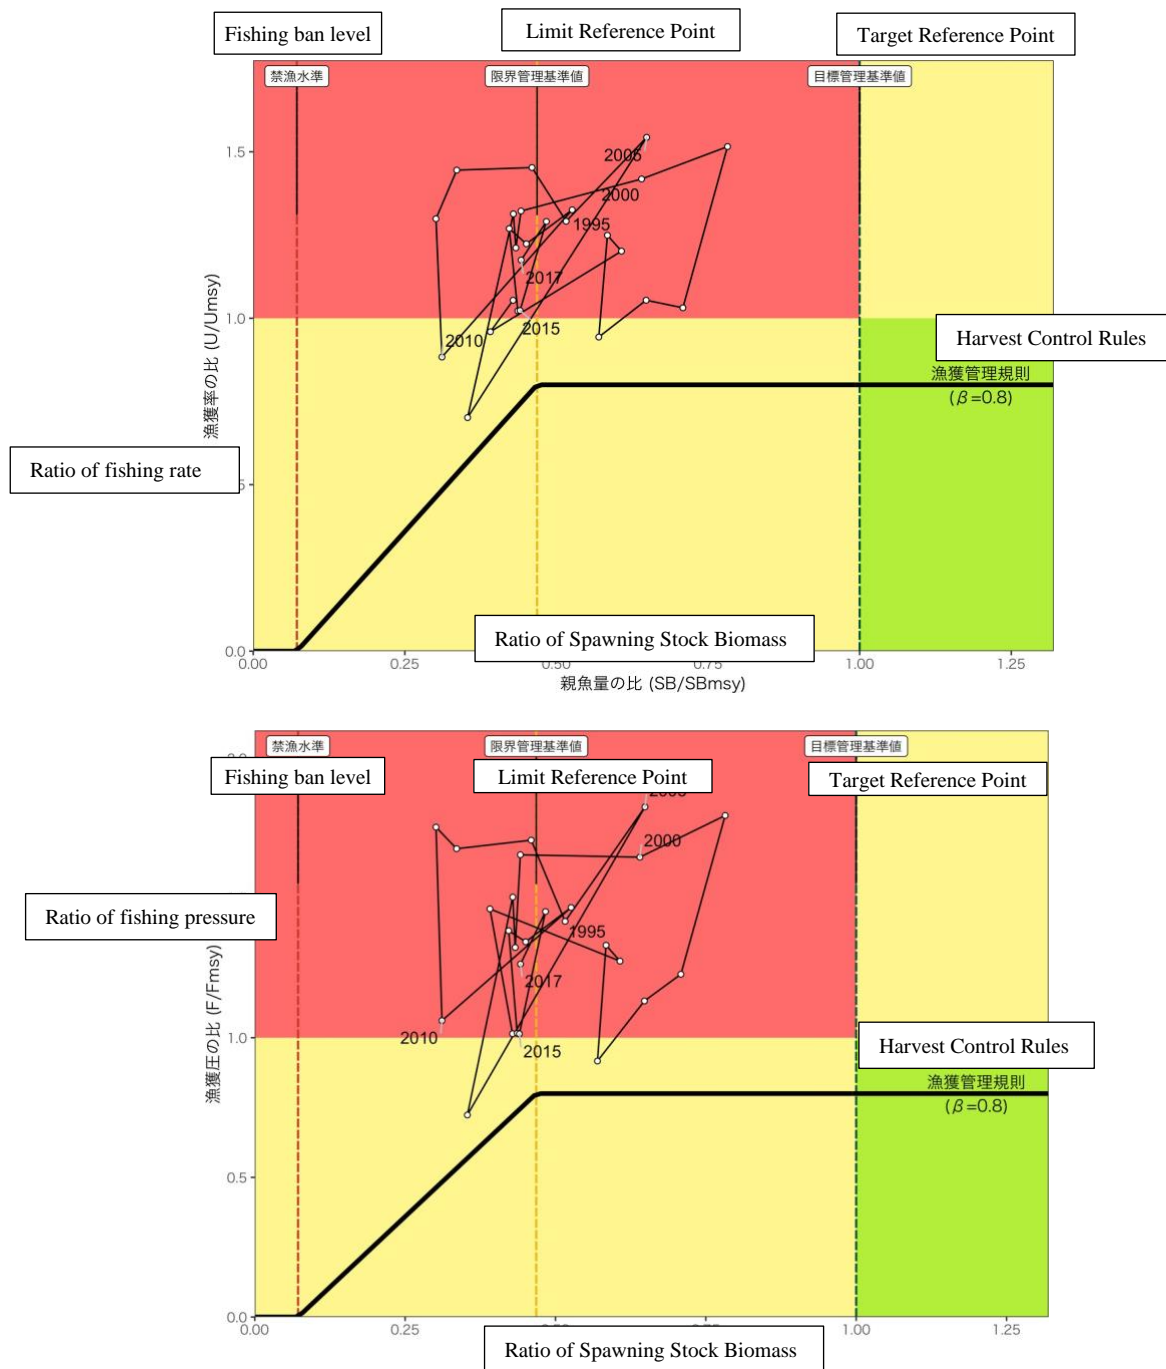 Fishing ban level
Limit Reference Point
Target Reference Point
禁漁水準
限界管理基準値
目標管理基準値
1.5
2005
2000
1995
2017
2015
2010
1.0
Harvest Control Rules
漁獲管理規則
(β=0.8)
漁獲率の比 (U/Umsy)
Ratio of fishing rate
Ratio of Spawning Stock Biomass
0.0
0.00
0.25
0.50
0.75
1.00
1.25
親魚量の比 (SB/SBmsy)
禁漁水準
限界管理基準値
目標管理基準値
Fishing ban level
Limit Reference Point
Target Reference Point
2000
Ratio of fishing pressure
1995
2017
2015
2010
1.0
漁獲圧の比 (F/Fmsy)
Harvest Control Rules
漁獲管理規則
(β=0.8)
0.5
0.0
0.00
0.25
1.00
1.25
Ratio of Spawning Stock Biomass